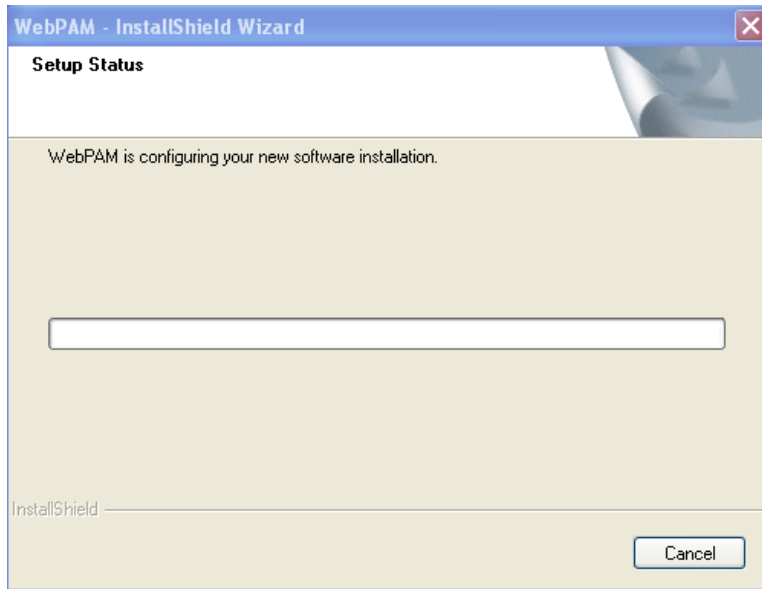 WebPAM - InstallShield Wizard
Setup Status
WebPAM is configuring your new software installation.
InstallShield
Cancel